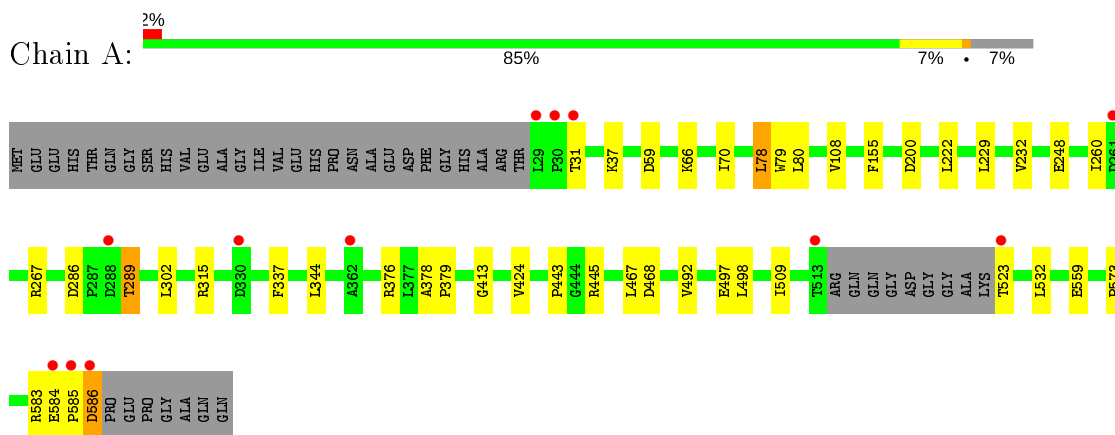 2%
Chain A:
85% 7% • 7%
MET GLU GLU HIS THR GLN GLY SER HIS VAL GLU ALA GLY ILE VAL GLU HIS PRO ASN ALA GLU ASP PHE GLY HIS ALA ARG THR L29 P30 T31 K37 D59 K66 I70 L78 W79 L80 V108 F155 D200 L222 L229 V232 E248 I260
R267 D286 P287 D288 T289 L302 R315 D330 F337 L344 A362 R376 L377 A378 P379 G413 V424 P443 G444 R445 L467 D468 V492 E497 L498 I509 T513 ARG GLN GLN GLY ASP GLY GLY ALA LYS T523 L532 E559
R583 E584 P585 D586 PRO GLU PRO GLY ALA GLN GLN